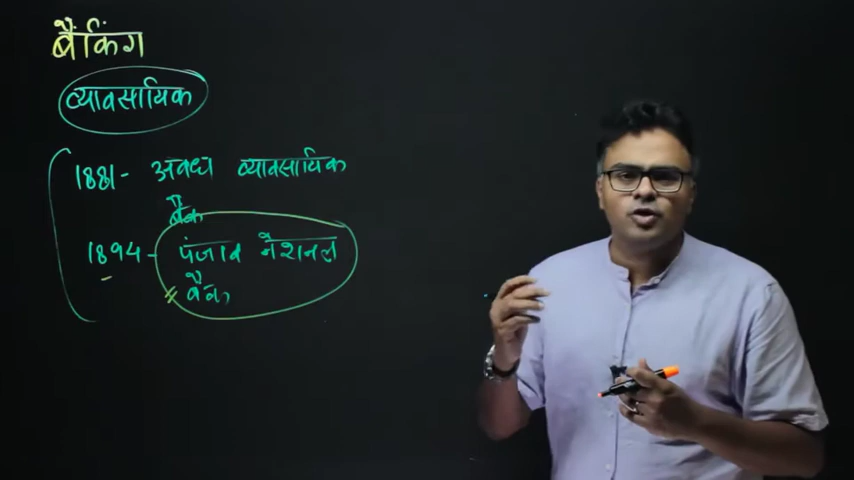 बैंकिंग
व्यावसायिक
1881- अवध व्यावसायिक
बैंक
1894- पंजाब नेशनल
बैंक